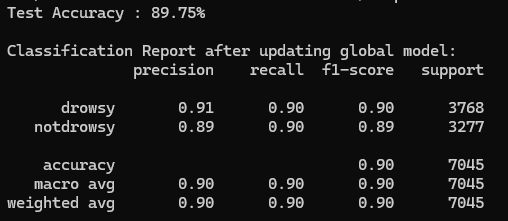 Test Accuracy : 89.75%
Classification Report after updating global model:
precision recall f1-score support
drowsy 0.91 0.90 0.90 3768
notdrowsy 0.89 0.90 0.89 3277
accuracy 0.90 7045
macro avg 0.90 0.90 0.90 7045
weighted avg 0.90 0.90 0.90 7045